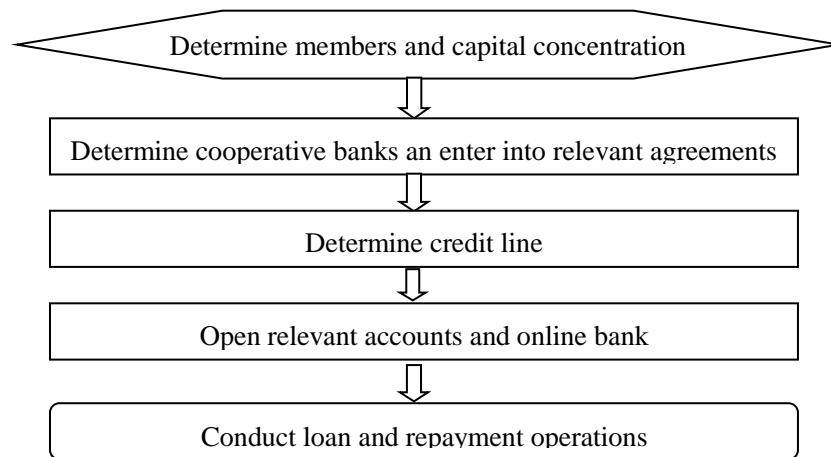 Determine members and capital concentration
Determine cooperative banks an enter into relevant agreements
Determine credit line
Open relevant accounts and online bank
Conduct loan and repayment operations